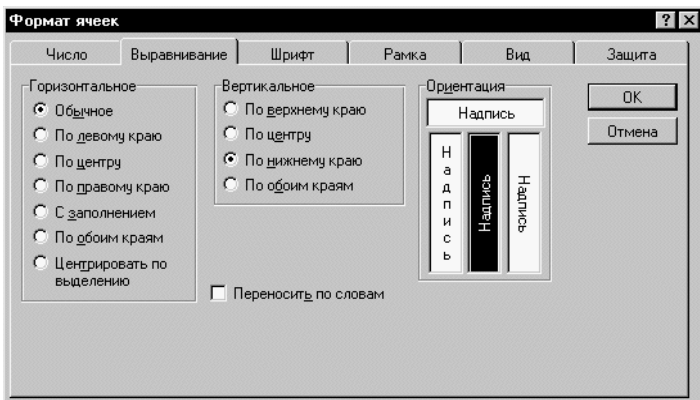 Формат ячеек
Число
Выравнивание
Шрифт
Рамка
Вид
Защита
Горизонтальное
Обычное
По левому краю
По центру
По правому краю
С заполнением
По обоим краям
Центрировать по
выделению
Вертикальное
По верхнему краю
По центру
По нижнему краю
По обоим краям
Переносить по словам
Ориентация
Надпись
Надпись
Надпись
Надпись
OK
Отмена